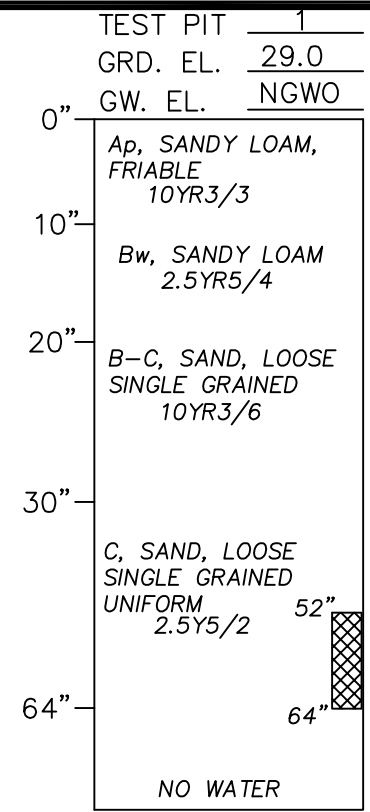 TEST PIT 1
GRD. EL. 29.0
GW. EL. NGWO
0"
Ap, SANDY LOAM,
FRIABLE
10YR3/3
10"
Bw, SANDY LOAM
2.5YR5/4
20"
B-C, SAND, LOOSE
SINGLE GRAINED
10YR3/6
30"
C, SAND, LOOSE
SINGLE GRAINED
UNIFORM
52"
2.5Y5/2
64"
64"
NO WATER